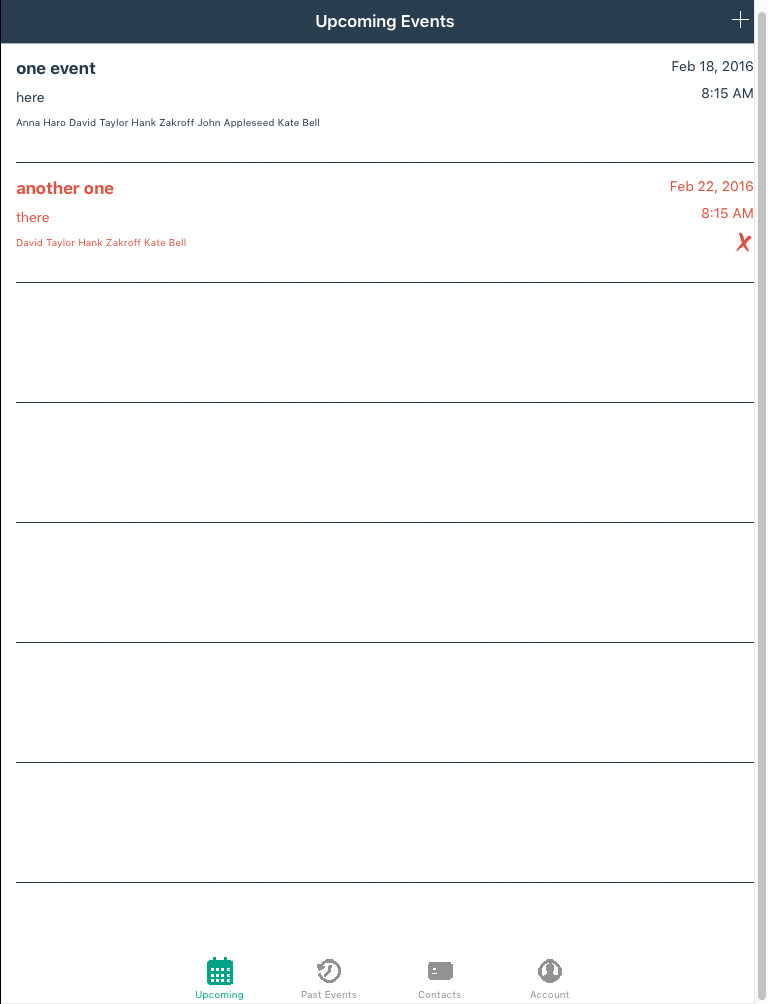 Upcoming Events
one event
Feb 18, 2016
here
8:15 AM
Anna Haro David Taylor Hank Zakroff John Appleseed Kate Bell
another one
Feb 22, 2016
there
8:15 AM
David Taylor Hank Zakroff Kate Bell
Upcoming
Past Events
Contacts
Account